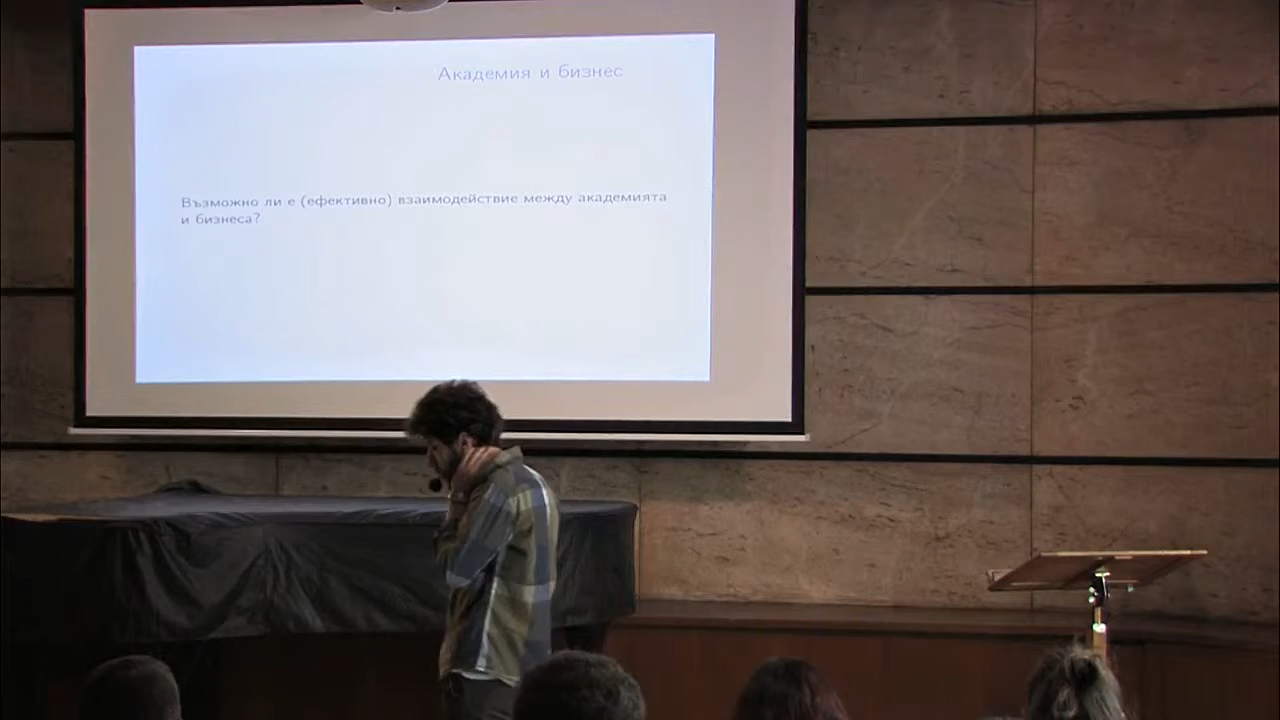 Академия и бизнес
Възможно ли е (ефективно) взаимодействие между академията
и бизнеса?